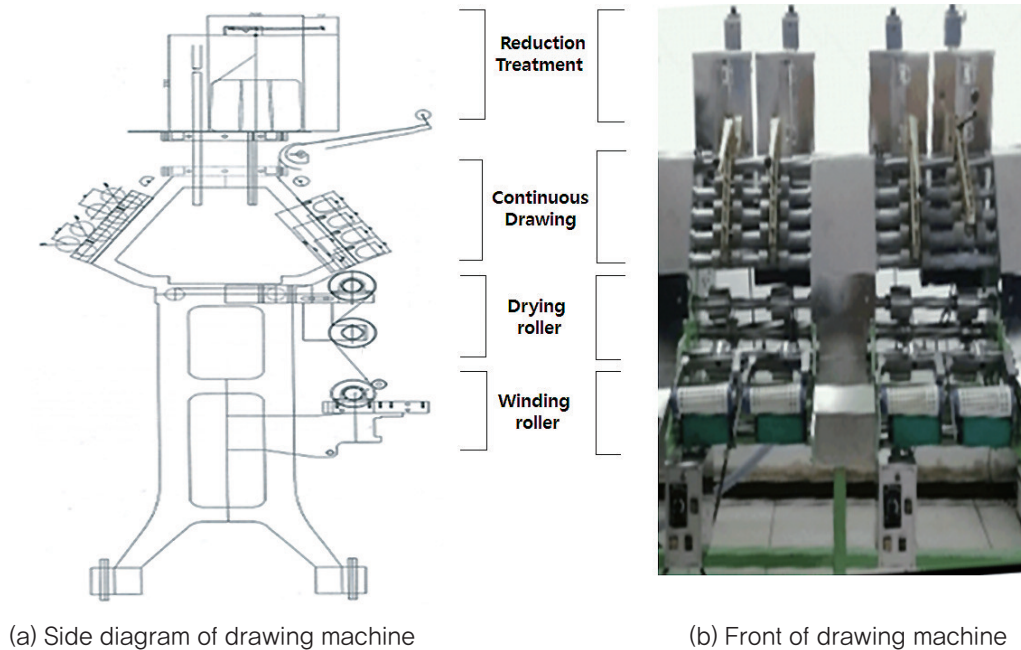 Reduction
Treatment
Continuous
Drawing
Drying
roller
Winding
roller
(a) Side diagram of drawing machine
(b) Front of drawing machine